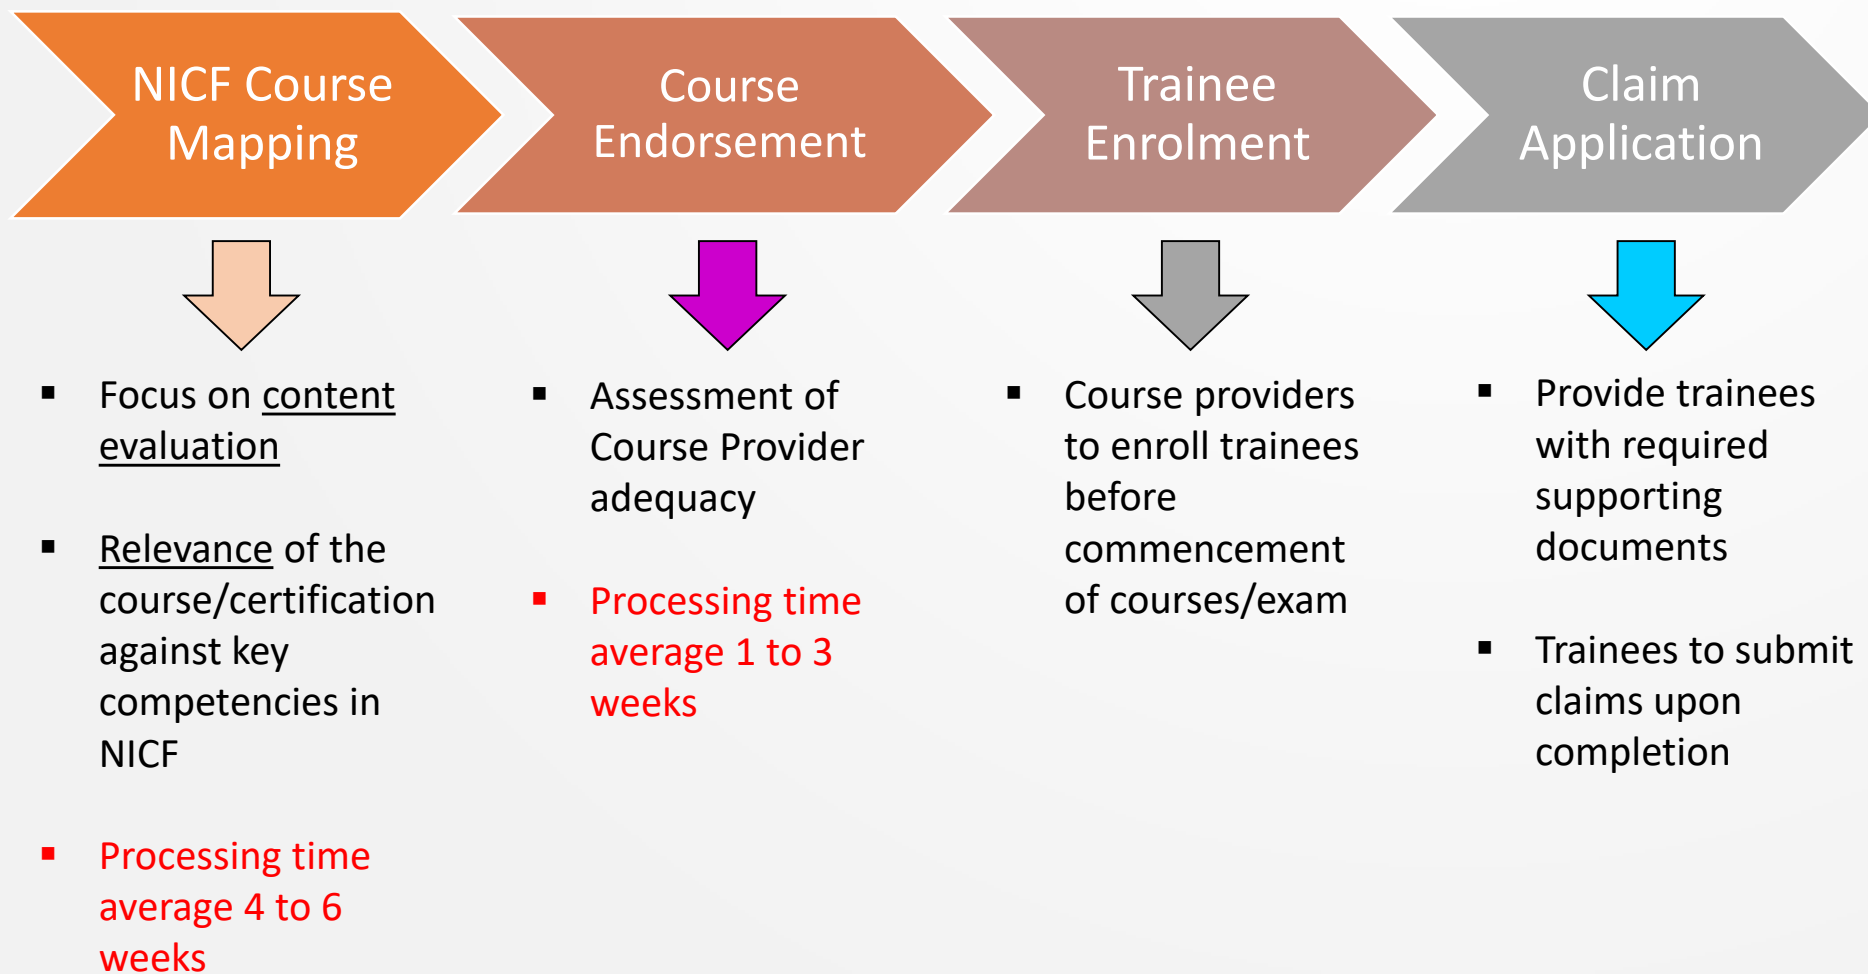 NICF Course
Mapping
Course
Endorsement
Trainee
Enrolment
Claim
Application
▪ Focus on content
evaluation
▪ Relevance of the
course/certification
against key
competencies in
NICF
▪ Processing time
average 4 to 6
weeks
▪ Assessment of
Course Provider
adequacy
▪ Processing time
average 1 to 3
weeks
▪ Course providers
to enroll trainees
before
commencement
of courses/exam
▪ Provide trainees
with required
supporting
documents
▪ Trainees to submit
claims upon
completion